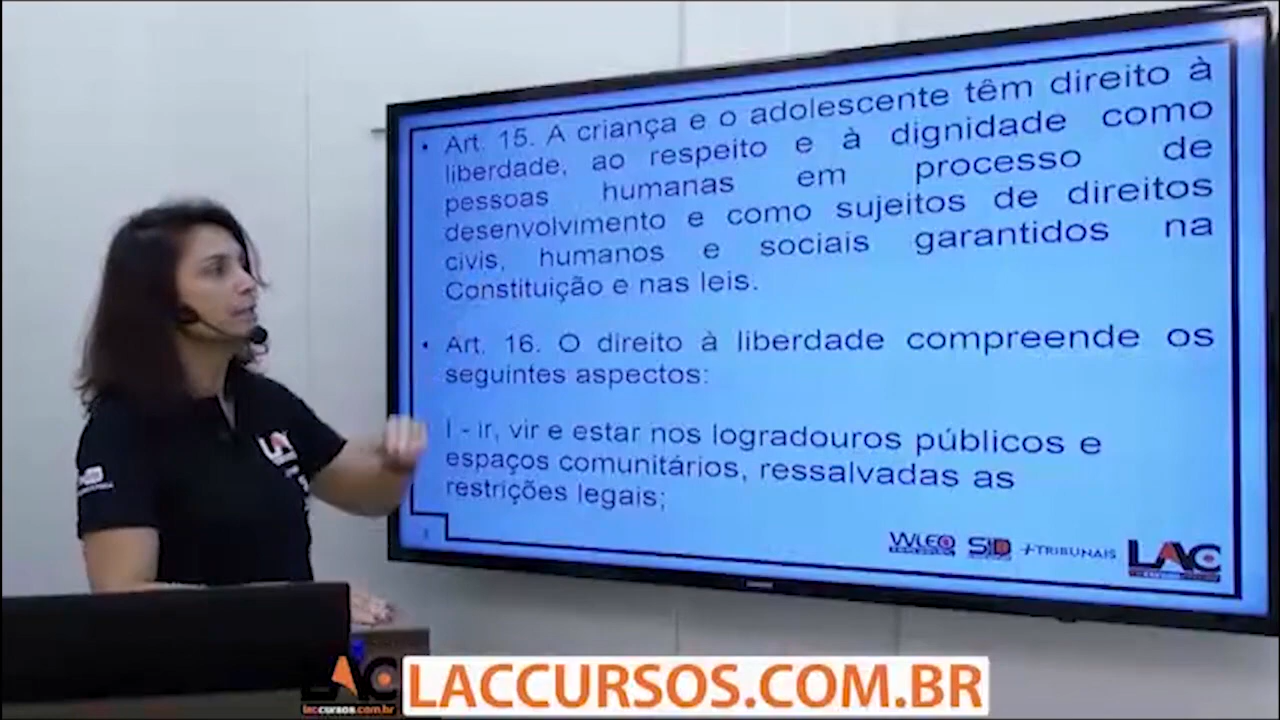 • Art. 15. A criança e o adolescente têm direito à
liberdade, ao respeito e à dignidade como
pessoas humanas em processo de
desenvolvimento e como sujeitos de direitos
civis, humanos e sociais garantidos na
Constituição e nas leis.
• Art. 16. O direito à liberdade compreende os
seguintes aspectos:
I - ir, vir e estar nos logradouros públicos e
espaços comunitários, ressalvadas as
restrições legais;
WLEO SID +TRIBUNAIS LAC
LAC
laccursos.com.br
LACCURSOS.COM.BR